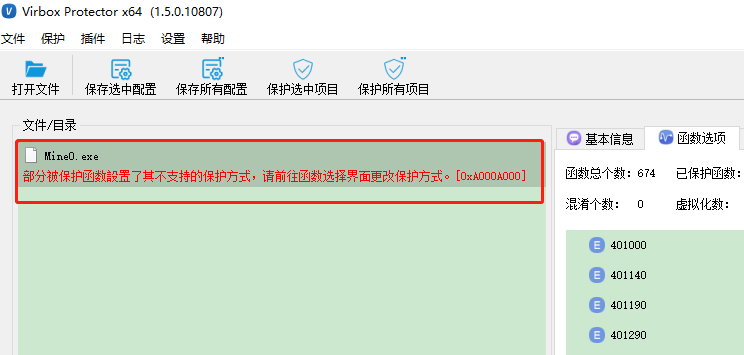 Virbox Protector x64 (1.5.0.10807)
文件 保护 插件 日志 设置 帮助
打开文件 保存选中配置 保存所有配置 保护选中项目 保护所有项目
文件/目录
Mine0.exe
部分被保护函数設置了其不支持的保护方式，请前往函数选择界面更改保护方式。[0xA000A000]
基本信息 函数选项
函数总个数： 674 已保护函数：
混淆个数： 0 虚拟化数：
E 401000
E 401140
E 401190
E 401290